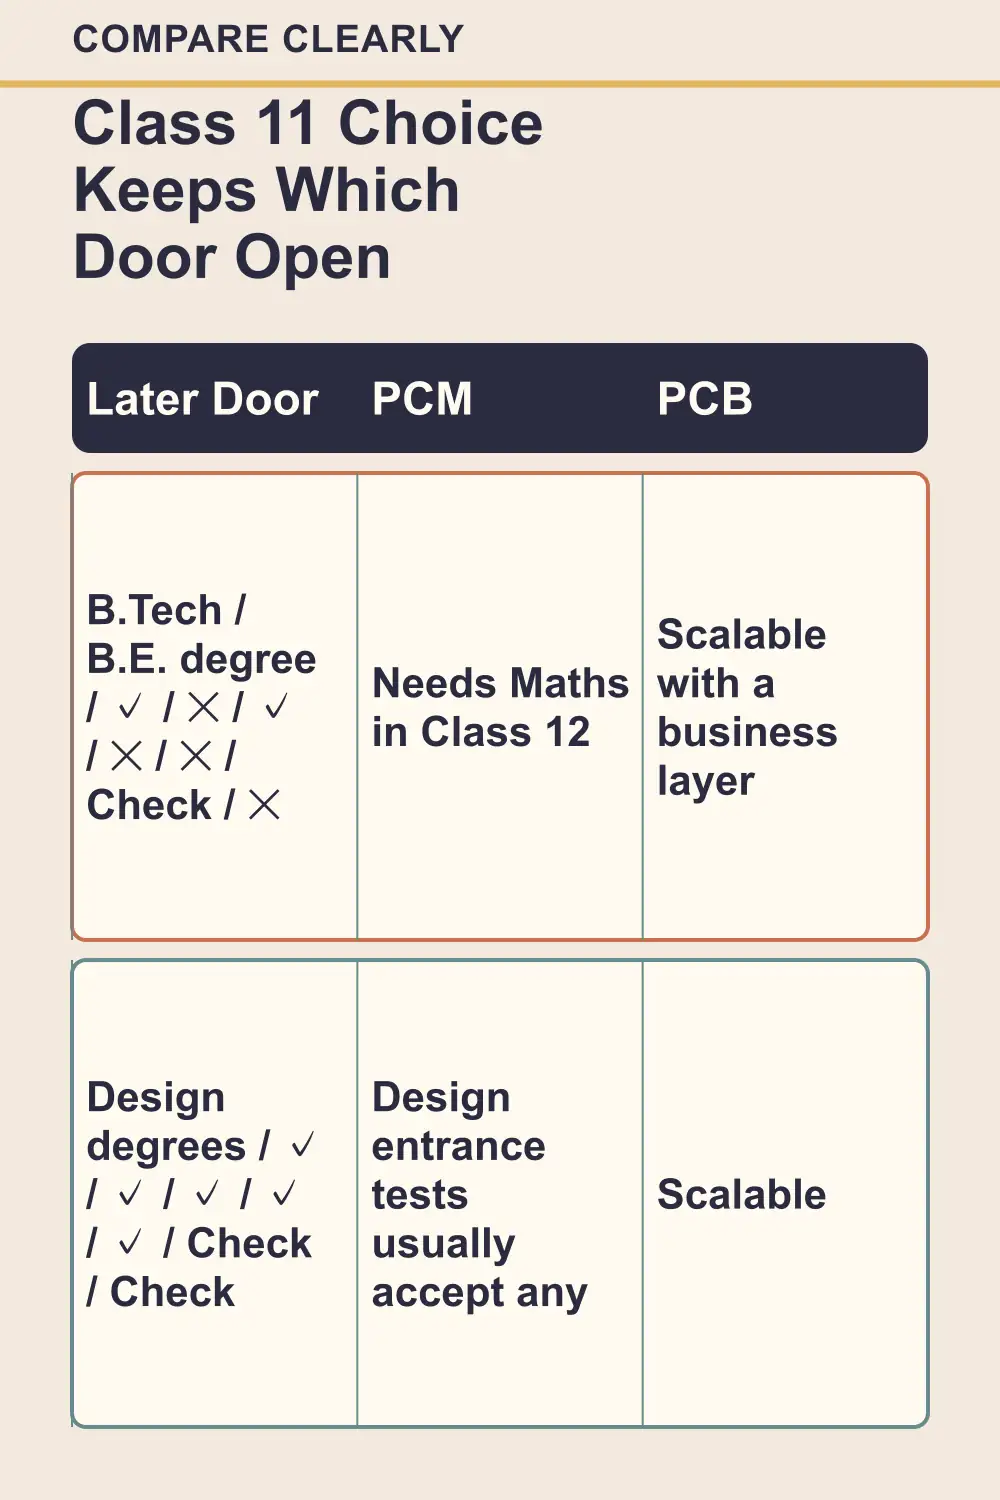 COMPARE CLEARLY
Class 11 Choice
Keeps Which
Door Open
Later Door PCM PCB
B.Tech /
B.E. degree
/ ✓ / ✕ / ✓
/ ✕ / ✕ /
Check / ✕
Needs Maths
in Class 12
Scalable
with a
business
layer
Design
degrees / ✓
/ ✓ / ✓ / ✓
/ ✓ / Check
/ Check
Design
entrance
tests
usually
accept any
Scalable